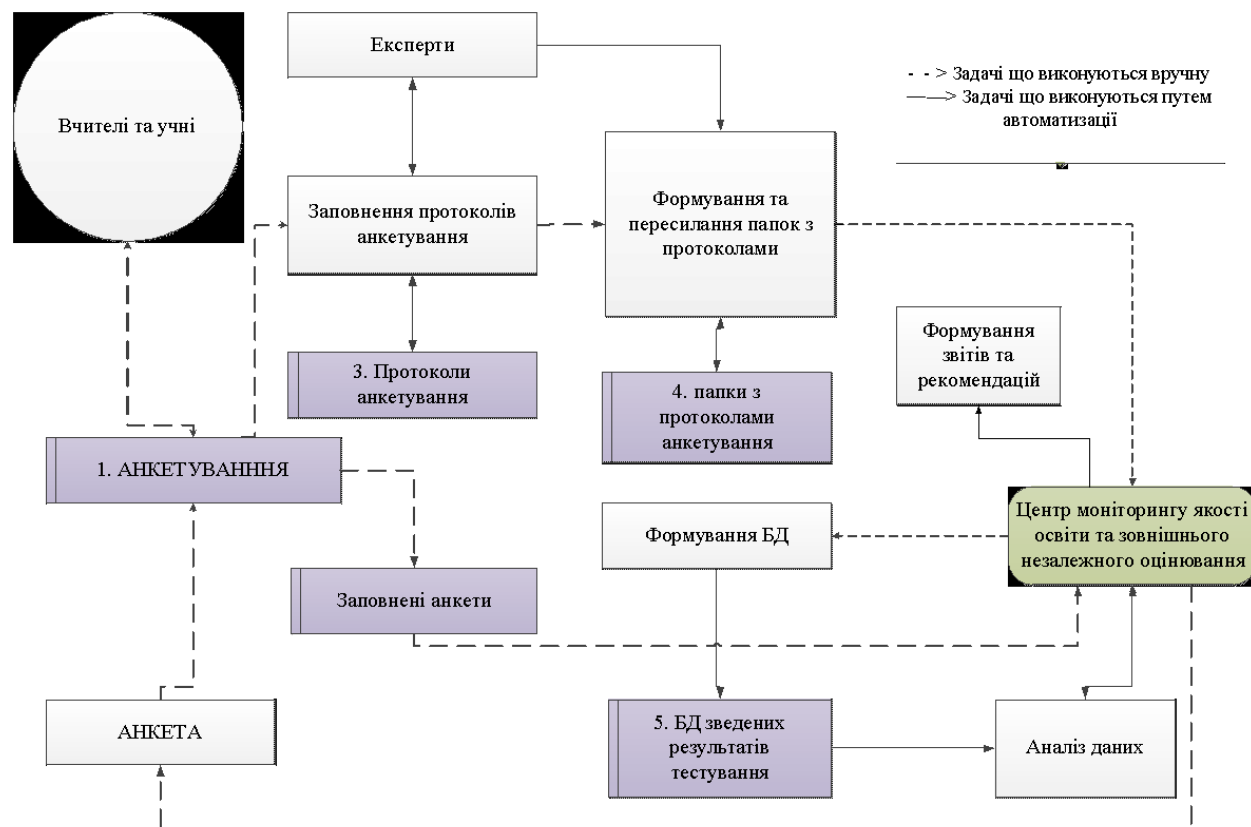 Експерти
- - -> Задачі що виконуються вручну
——> Задачі що виконуються путем
автоматизації
Вчителі та учні
Заповнення протоколів
анкетування
Формування та
пересилання папок з
протоколами
Формування
звітів та
рекомендацій
3. Протоколи
анкетування
4. папки з
протоколами
анкетування
1. АНКЕТУВАНННЯ
Центр моніторингу якості
освіти та зовнішнього
незалежного оцінювання
Формування БД
Заповнені анкети
АНКЕТА
5. БД зведених
результатів
тестування
Аналіз даних